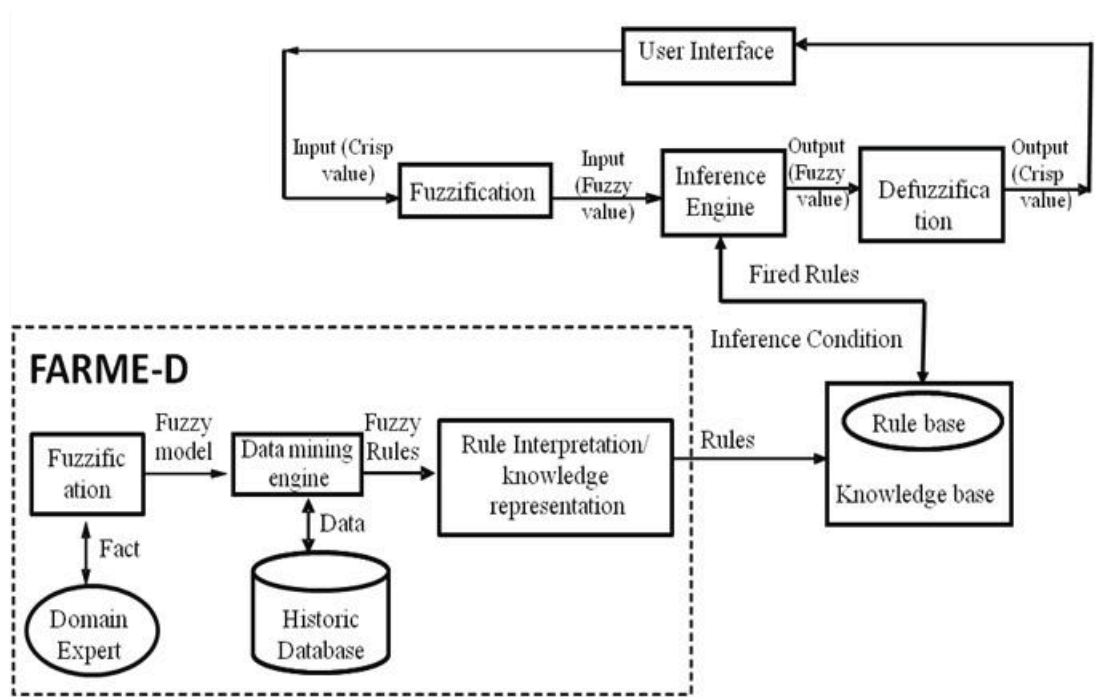 User Interface
Input (Crisp
value)
Fuzzification
Input
(Fuzzy
value)
Inference
Engine
Output
(Fuzzy
value)
Defuzzifica
tion
Output
(Crisp
value)
Fired Rules
Inference Condition
FARME-D
Fuzzific
ation
Fuzzy
model
Data mining
engine
Fuzzy
Rules
Rule Interpretation/
knowledge
representation
Rules
Rule base
Knowledge base
Fact
Data
Domain
Expert
Historic
Database